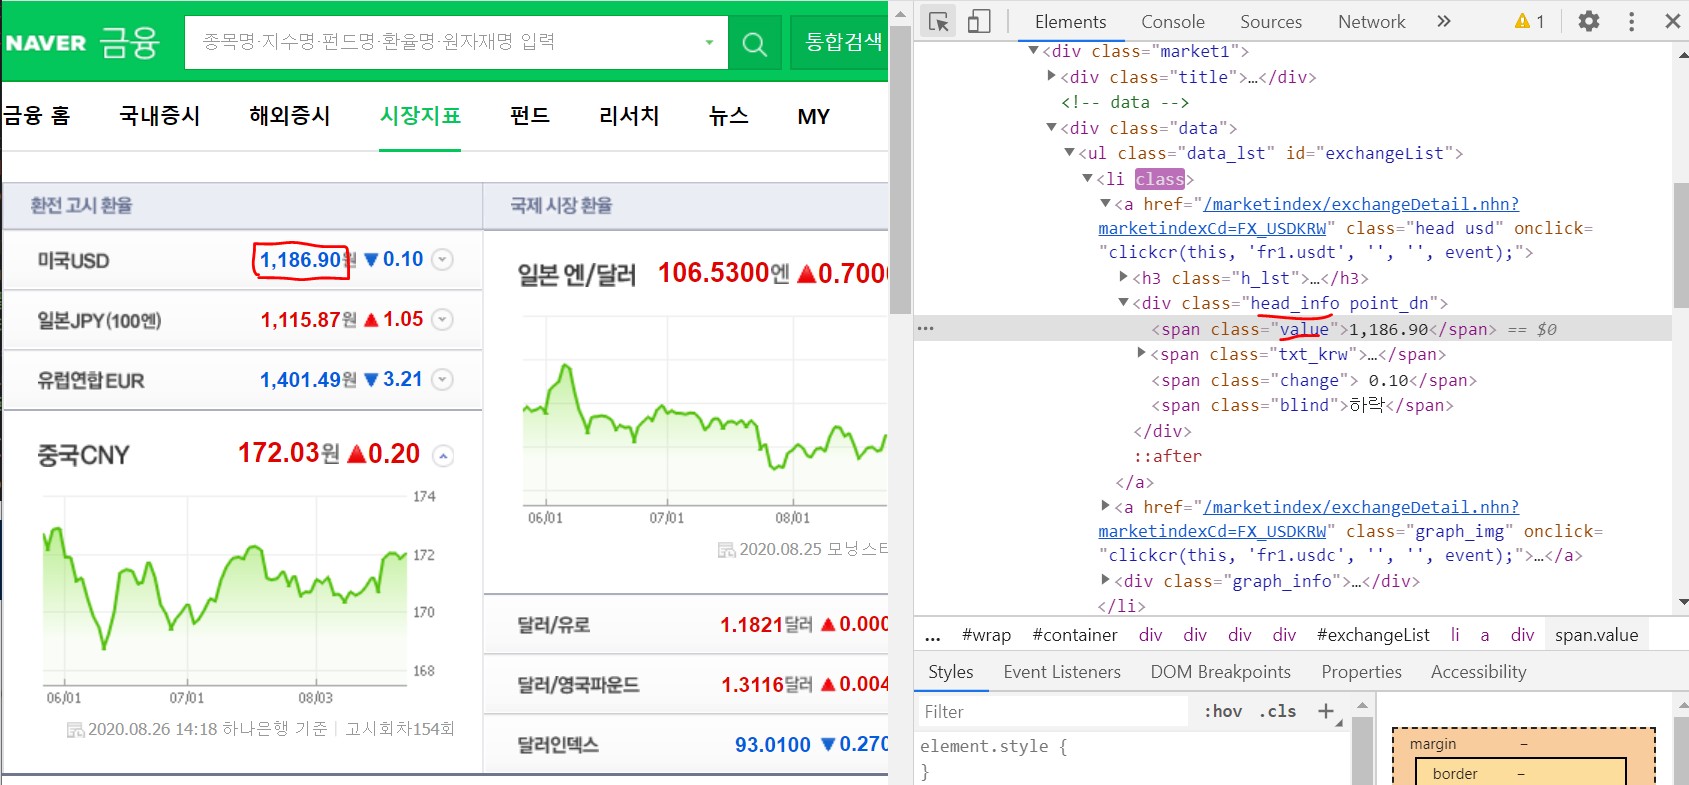 NAVER 금융
종목명·지수명·펀드명·환율명·원자재명 입력
통합검색
금융 홈 국내증시 해외증시 시장지표 펀드 리서치 뉴스 MY
환전 고시 환율
미국USD 1,186.90원 ▼0.10
일본JPY(100엔) 1,115.87원 ▲1.05
유럽연합EUR 1,401.49원 ▼3.21
중국CNY 172.03원 ▲0.20
174
172
170
168
06/01 07/01 08/03
2020.08.26 14:18 하나은행 기준 | 고시회차154회
국제 시장 환율
일본 엔/달러 106.5300엔 ▲0.700
06/01 07/01 08/01
2020.08.25 모닝스타
달러/유로 1.1821달러 ▲0.000
달러/영국파운드 1.3116달러 ▲0.004
달러인덱스 93.0100 ▼0.270
Elements Console Sources Network » 1
▼<div class="market1">
▶<div class="title">…</div>
<!-- data -->
▼<div class="data">
▼<ul class="data_lst" id="exchangeList">
▼<li class>
▼<a href="/marketindex/exchangeDetail.nhn?
marketindexCd=FX_USDKRW" class="head usd" onclick=
"clickcr(this, 'fr1.usdt', '', '', event);">
▶<h3 class="h_lst">…</h3>
▼<div class="head_info point_dn">
… <span class="value">1,186.90</span> == $0
▶<span class="txt_krw">…</span>
<span class="change"> 0.10</span>
<span class="blind">하락</span>
</div>
::after
</a>
▶<a href="/marketindex/exchangeDetail.nhn?
marketindexCd=FX_USDKRW" class="graph_img" onclick=
"clickcr(this, 'fr1.usdc', '', '', event);">…</a>
▶<div class="graph_info">…</div>
</li>
... #wrap #container div div div div #exchangeList li a div span.value
Styles Event Listeners DOM Breakpoints Properties Accessibility
Filter :hov .cls +
element.style {
}
margin –
border –